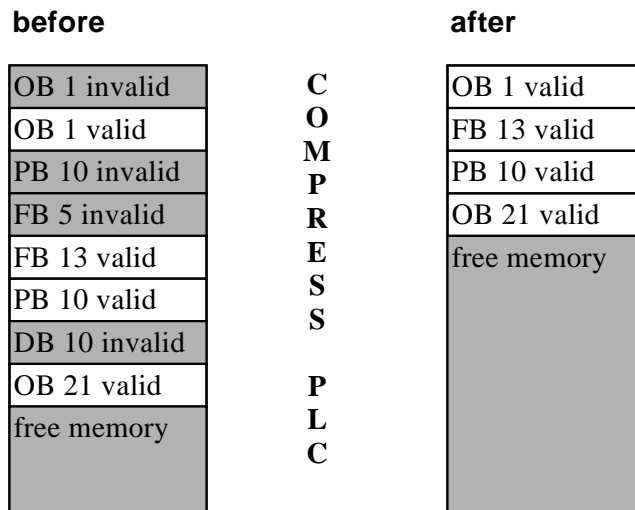 before
OB 1 invalid
OB 1 valid
PB 10 invalid
FB 5 invalid
FB 13 valid
PB 10 valid
DB 10 invalid
OB 21 valid
free memory
COMPRESS PLC
after
OB 1 valid
FB 13 valid
PB 10 valid
OB 21 valid
free memory